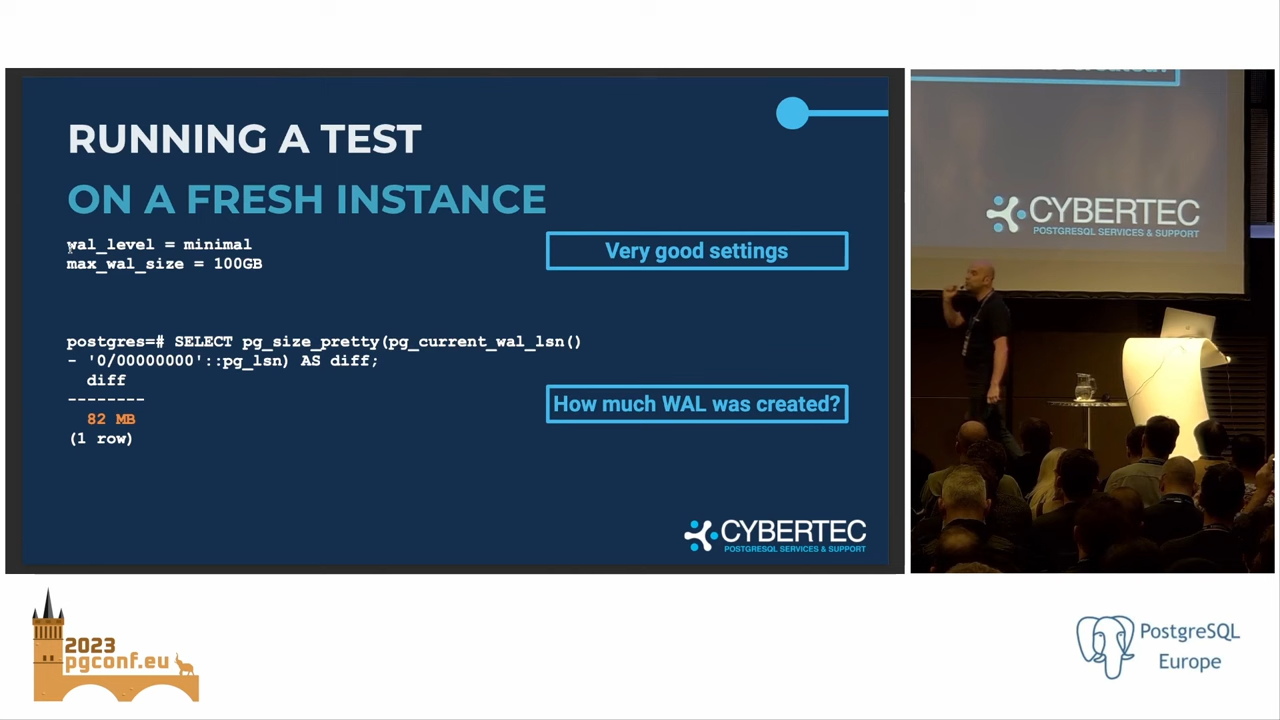 RUNNING A TEST
ON A FRESH INSTANCE
wal_level = minimal
max_wal_size = 100GB
Very good settings
postgres=# SELECT pg_size_pretty(pg_current_wal_lsn()
- '0/00000000'::pg_lsn) AS diff;
diff
--------
82 MB
(1 row)
How much WAL was created?
CYBERTEC
POSTGRESQL SERVICES & SUPPORT
CYBERTEC
POSTGRESQL SERVICES & SUPPORT
2023
pgconf.eu
PostgreSQL
Europe